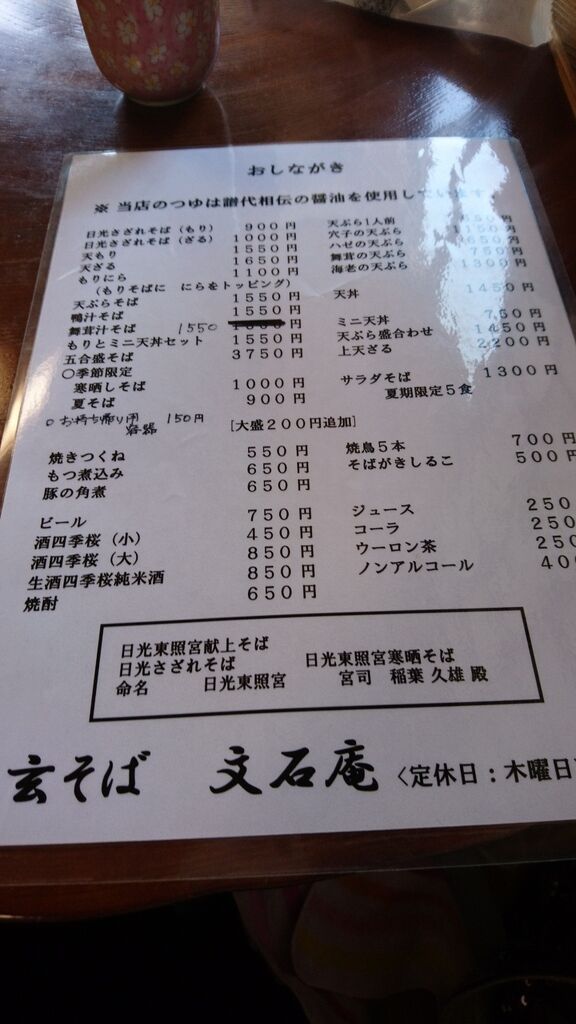 おしながき
※ 当店のつゆは譜代相伝の醤油を使用しています
日光さざれそば（もり） 900円
日光さざれそば（ざる） 1000円
天もり 1550円
天ざる 1650円
もりにら 1100円
（もりそばに にらをトッピング）
天ぷらそば 1550円
鴨汁そば 1550円
舞茸汁そば 1550 円
もりとミニ天丼セット 1550円
五合盛そば 3750円
○季節限定
寒晒しそば 1000円
夏そば 900円
○お持ち帰り用容器 150円
天ぷら1人前 円
穴子の天ぷら 1150円
ハゼの天ぷら 650円
舞茸の天ぷら 750円
海老の天ぷら 1300円
天丼 1450円
ミニ天丼 750円
天ぷら盛合わせ 1450円
上天ざる 2200円
サラダそば 1300円
夏期限定5食
[大盛200円追加]
焼きつくね 550円
もつ煮込み 650円
豚の角煮 650円
焼鳥5本 700円
そばがきしるこ 500円
ビール 750円
酒四季桜（小） 450円
酒四季桜（大） 850円
生酒四季桜純米酒 850円
焼酎 650円
ジュース 250
コーラ 250
ウーロン茶 250
ノンアルコール 40
日光東照宮献上そば
日光さざれそば 日光東照宮寒晒そば
命名 日光東照宮 宮司 稲葉 久雄 殿
玄そば 文石庵 〈定休日：木曜日